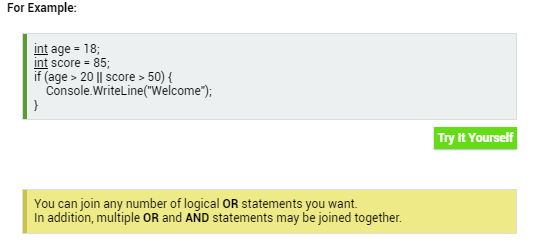 For Example:
int age = 18;
int score = 85;
if (age > 20 || score > 50) {
Console.WriteLine("Welcome");
}
Try It Yourself
You can join any number of logical OR statements you want.
In addition, multiple OR and AND statements may be joined together.